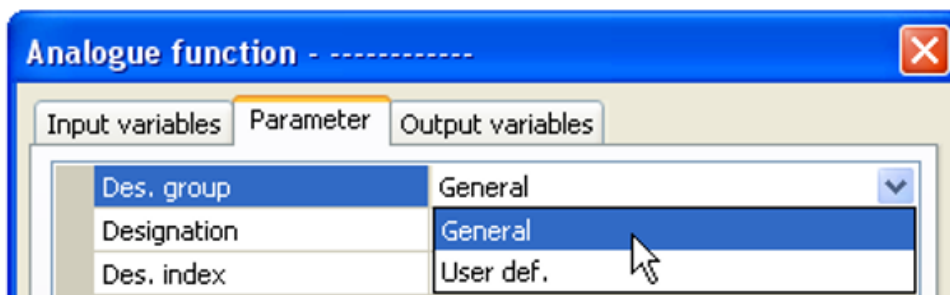 Analogue function - ------------
Input variables Parameter Output variables
Des. group General
Designation General
Des. index User def.